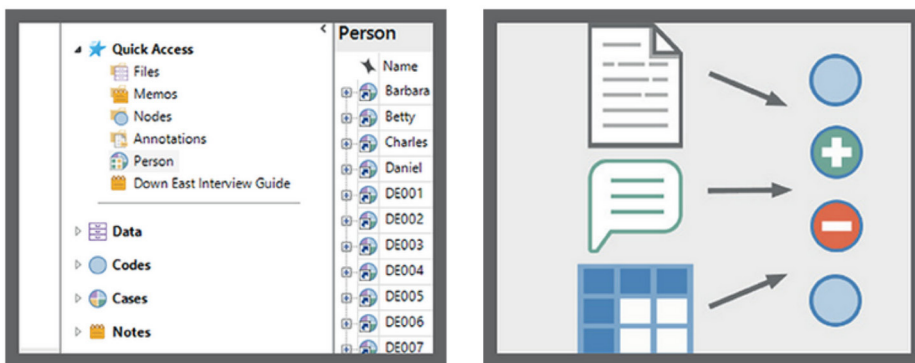 Quick Access
Files
Memos
Nodes
Annotations
Person
Down East Interview Guide
Data
Codes
Cases
Notes
Person
Name
Barbara
Betty
Charles
Daniel
DE001
DE002
DE003
DE004
DE005
DE006
DE007